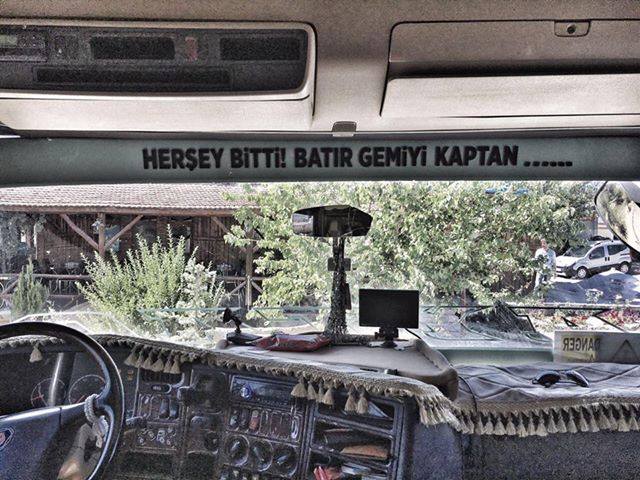 HERŞEY BiTTi! BATIR GEMiYi KAPTAN ......
DANGER